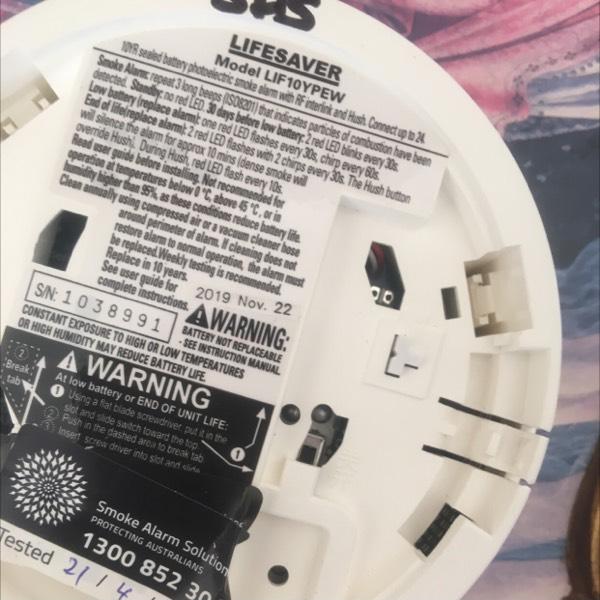 SAS
LIFESAVER
Model LIF10YPEW
10YR sealed battery photoelectric smoke alarm with RF interlink and Hush. Connect up to 24.
Smoke Alarm: repeat 3 long beeps (ISO8201) that indicates particles of combustion have been
detected. Standby: no red LED. 30 days before low battery: 2 red LED blinks every 30s.
Low battery (replace alarm): one red LED flashes every 30s, chirp every 60s.
End of life(replace alarm): 2 red LED flashes with 2 chirps every 30s. The Hush button
will silence the alarm for approx 10 mins (dense smoke will
override Hush). During Hush, red LED flash every 10s.
Read user guide before installing. Not recommended for
operating at temperatures below 0 °C, above 45 °C, or in
humidity higher than 95%, as these conditions reduce battery life.
Clean annually using compressed air or a vacuum cleaner hose
around perimeter of alarm. If cleaning does not
restore alarm to normal operation, the alarm must
be replaced. Weekly testing is recommended.
Replace in 10 years.
See user guide for
complete instructions.
2019 Nov. 22
S/N: 1038991
WARNING:
BATTERY NOT REPLACEABLE
- SEE INSTRUCTION MANUAL
CONSTANT EXPOSURE TO HIGH OR LOW TEMPERATURES
OR HIGH HUMIDITY MAY REDUCE BATTERY LIFE.
WARNING
At low battery or END OF UNIT LIFE:
1 Using a flat blade screwdriver, put it in the
slot and slide switch toward the top
2 Push in the dashed area to break tab
3 Insert screw driver into slot and slide
2
Break
tab
1
Smoke Alarm Solution
PROTECTING AUSTRALIANS
1300 852 30
Tested 21/4/